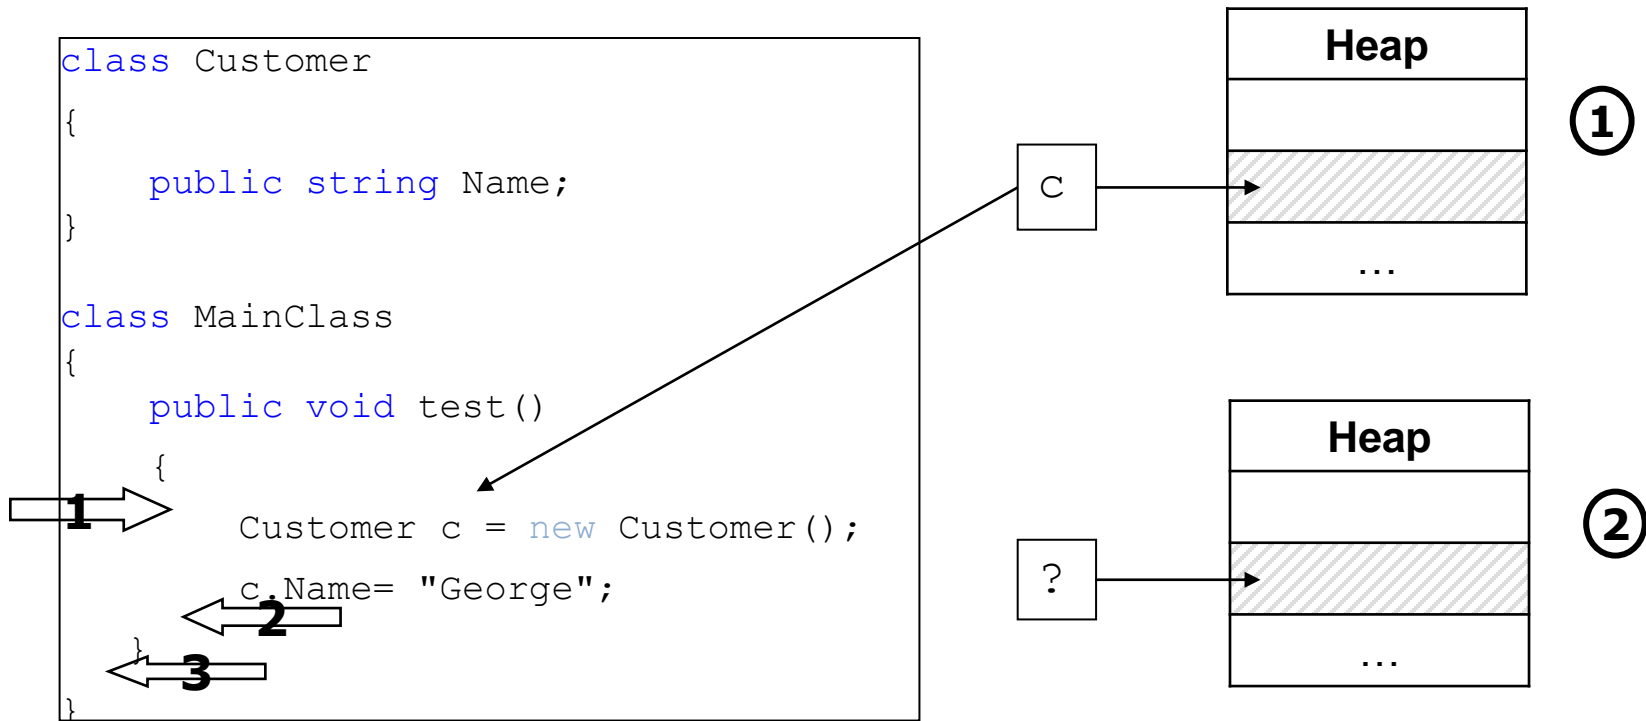 class Customer
{
public string Name;
}
class MainClass
{
public void test()
{
1
Customer c = new Customer();
c.Name= "George";
2
}
3
}
Heap
1
c
...
Heap
2
?
...